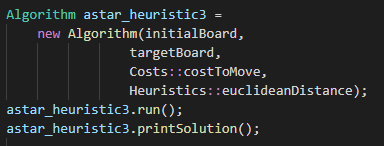 Algorithm astar_heuristic3 =
new Algorithm(initialBoard,
targetBoard,
Costs::costToMove,
Heuristics::euclideanDistance);
astar_heuristic3.run();
astar_heuristic3.printSolution();